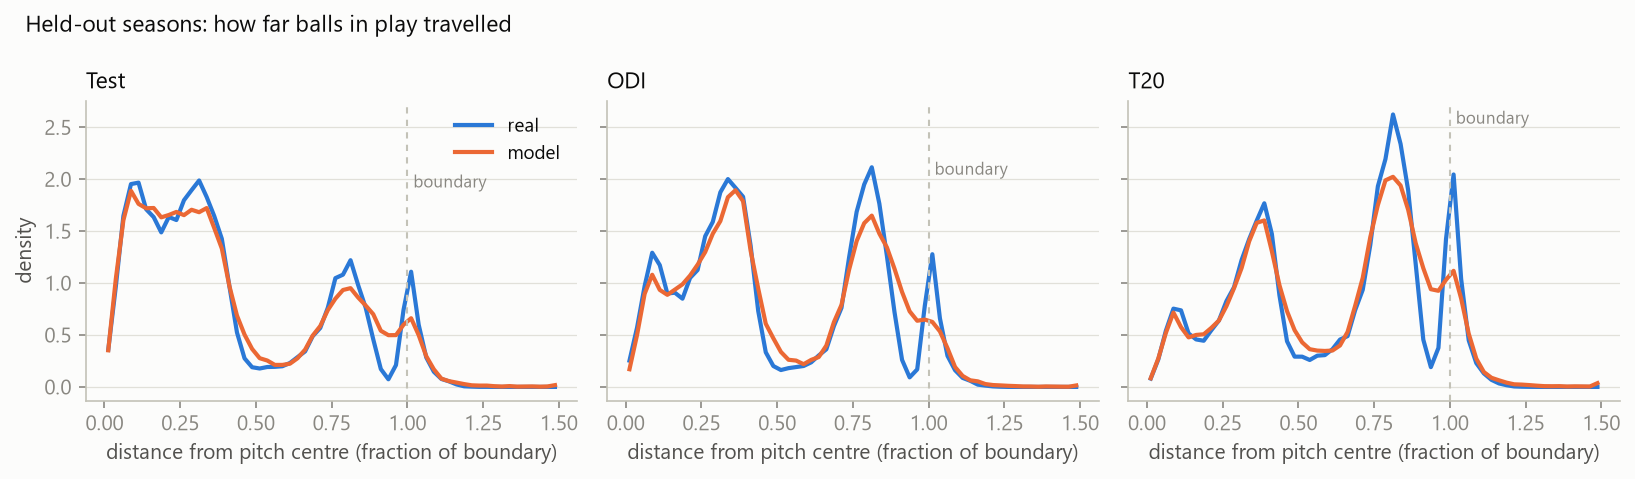 Held-out seasons: how far balls in play travelled
Test
ODI
T20
real
model
boundary
boundary
boundary
density
2.5
2.0
1.5
1.0
0.5
0.0
0.00 0.25 0.50 0.75 1.00 1.25 1.50
0.00 0.25 0.50 0.75 1.00 1.25 1.50
0.00 0.25 0.50 0.75 1.00 1.25 1.50
distance from pitch centre (fraction of boundary)
distance from pitch centre (fraction of boundary)
distance from pitch centre (fraction of boundary)